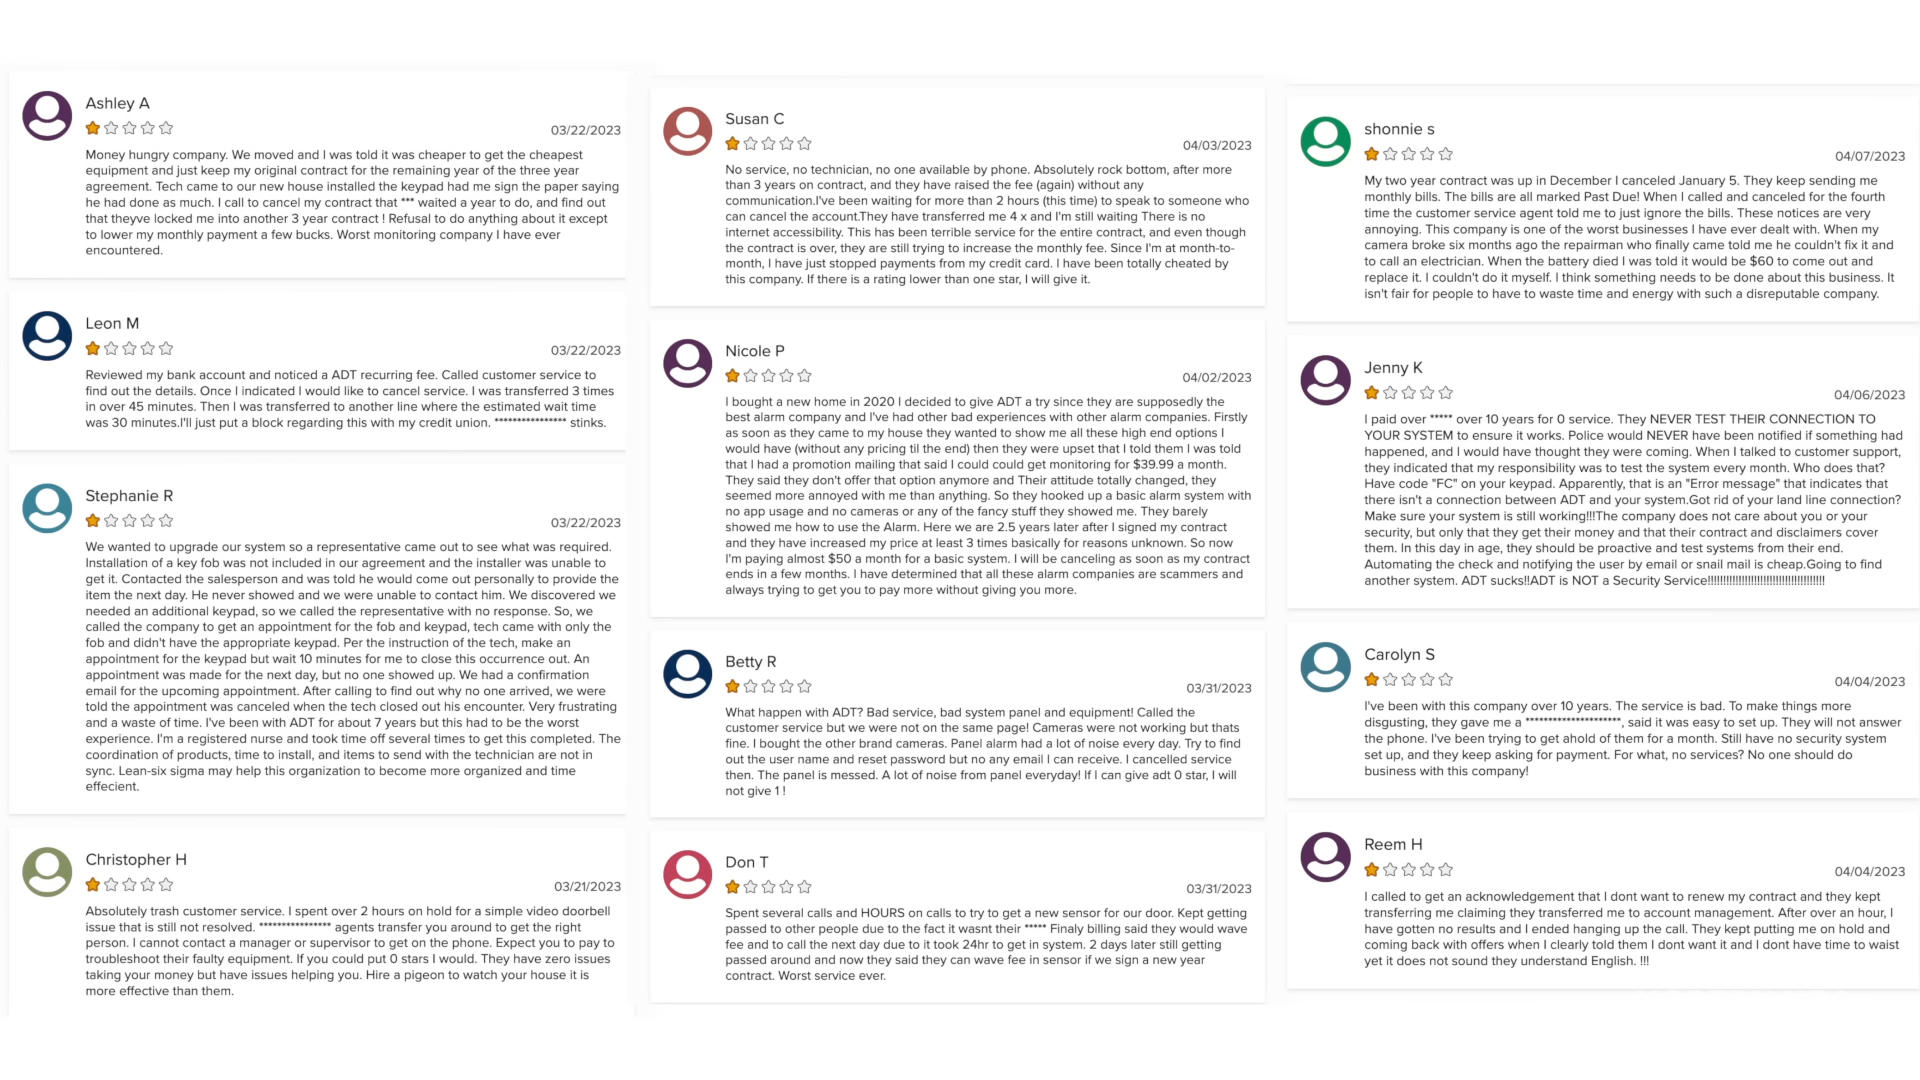 Ashley A
03/22/2023
Money hungry company. We moved and I was told it was cheaper to get the cheapest
equipment and just keep my original contract for the remaining year of the three year
agreement. Tech came to our new house installed the keypad had me sign the paper saying
he had done as much. I call to cancel my contract that *** waited a year to do, and find out
that theyve locked me into another 3 year contract ! Refusal to do anything about it except
to lower my monthly payment a few bucks. Worst monitoring company I have ever
encountered.
Leon M
03/22/2023
Reviewed my bank account and noticed a ADT recurring fee. Called customer service to
find out the details. Once I indicated I would like to cancel service. I was transferred 3 times
in over 45 minutes. Then I was transferred to another line where the estimated wait time
was 30 minutes.I'll just put a block regarding this with my credit union. **************** stinks.
Stephanie R
03/22/2023
We wanted to upgrade our system so a representative came out to see what was required.
Installation of a key fob was not included in our agreement and the installer was unable to
get it. Contacted the salesperson and was told he would come out personally to provide the
item the next day. He never showed and we were unable to contact him. We discovered we
needed an additional keypad, so we called the representative with no response. So, we
called the company to get an appointment for the fob and keypad, tech came with only the
fob and didn't have the appropriate keypad. Per the instruction of the tech, make an
appointment for the keypad but wait 10 minutes for me to close this occurrence out. An
appointment was made for the next day, but no one showed up. We had a confirmation
email for the upcoming appointment. After calling to find out why no one arrived, we were
told the appointment was canceled when the tech closed out his encounter. Very frustrating
and a waste of time. I've been with ADT for about 7 years but this had to be the worst
experience. I'm a registered nurse and took time off several times to get this completed. The
coordination of products, time to install, and items to send with the technician are not in
sync. Lean-six sigma may help this organization to become more organized and time
effecient.
Christopher H
03/21/2023
Absolutely trash customer service. I spent over 2 hours on hold for a simple video doorbell
issue that is still not resolved. **************** agents transfer you around to get the right
person. I cannot contact a manager or supervisor to get on the phone. Expect you to pay to
troubleshoot their faulty equipment. If you could put 0 stars I would. They have zero issues
taking your money but have issues helping you. Hire a pigeon to watch your house it is
more effective than them.
Susan C
04/03/2023
No service, no technician, no one available by phone. Absolutely rock bottom, after more
than 3 years on contract, and they have raised the fee (again) without any
communication.I've been waiting for more than 2 hours (this time) to speak to someone who
can cancel the account.They have transferred me 4 x and I'm still waiting There is no
internet accessibility. This has been terrible service for the entire contract, and even though
the contract is over, they are still trying to increase the monthly fee. Since I'm at month-to-
month, I have just stopped payments from my credit card. I have been totally cheated by
this company. If there is a rating lower than one star, I will give it.
Nicole P
04/02/2023
I bought a new home in 2020 I decided to give ADT a try since they are supposedly the
best alarm company and I've had other bad experiences with other alarm companies. Firstly
as soon as they came to my house they wanted to show me all these high end options I
would have (without any pricing til the end) then they were upset that I told them I was told
that I had a promotion mailing that said I could could get monitoring for $39.99 a month.
They said they don't offer that option anymore and Their attitude totally changed, they
seemed more annoyed with me than anything. So they hooked up a basic alarm system with
no app usage and no cameras or any of the fancy stuff they showed me. They barely
showed me how to use the Alarm. Here we are 2.5 years later after I signed my contract
and they have increased my price at least 3 times basically for reasons unknown. So now
I'm paying almost $50 a month for a basic system. I will be canceling as soon as my contract
ends in a few months. I have determined that all these alarm companies are scammers and
always trying to get you to pay more without giving you more.
Betty R
03/31/2023
What happen with ADT? Bad service, bad system panel and equipment! Called the
customer service but we were not on the same page! Cameras were not working but thats
fine. I bought the other brand cameras. Panel alarm had a lot of noise every day. Try to find
out the user name and reset password but no any email I can receive. I cancelled service
then. The panel is messed. A lot of noise from panel everyday! If I can give adt 0 star, I will
not give 1 !
Don T
03/31/2023
Spent several calls and HOURS on calls to try to get a new sensor for our door. Kept getting
passed to other people due to the fact it wasnt their ***** Finaly billing said they would wave
fee and to call the next day due to it took 24hr to get in system. 2 days later still getting
passed around and now they said they can wave fee in sensor if we sign a new year
contract. Worst service ever.
shonnie s
04/07/2023
My two year contract was up in December I canceled January 5. They keep sending me
monthly bills. The bills are all marked Past Due! When I called and canceled for the fourth
time the customer service agent told me to just ignore the bills. These notices are very
annoying. This company is one of the worst businesses I have ever dealt with. When my
camera broke six months ago the repairman who finally came told me he couldn't fix it and
to call an electrician. When the battery died I was told it would be $60 to come out and
replace it. I couldn't do it myself. I think something needs to be done about this business. It
isn't fair for people to have to waste time and energy with such a disreputable company.
Jenny K
04/06/2023
I paid over ***** over 10 years for 0 service. They NEVER TEST THEIR CONNECTION TO
YOUR SYSTEM to ensure it works. Police would NEVER have been notified if something had
happened, and I would have thought they were coming. When I talked to customer support,
they indicated that my responsibility was to test the system every month. Who does that?
Have code "FC" on your keypad. Apparently, that is an "Error message" that indicates that
there isn't a connection between ADT and your system.Got rid of your land line connection?
Make sure your system is still working!!!The company does not care about you or your
security, but only that they get their money and that their contract and disclaimers cover
them. In this day in age, they should be proactive and test systems from their end.
Automating the check and notifying the user by email or snail mail is cheap.Going to find
another system. ADT sucks!!ADT is NOT a Security Service!!!!!!!!!!!!!!!!!!!!!!!!!!!!!!!!!!!!!!
Carolyn S
04/04/2023
I've been with this company over 10 years. The service is bad. To make things more
disgusting, they gave me a *********************, said it was easy to set up. They will not answer
the phone. I've been trying to get ahold of them for a month. Still have no security system
set up, and they keep asking for payment. For what, no services? No one should do
business with this company!
Reem H
04/04/2023
I called to get an acknowledgement that I dont want to renew my contract and they kept
transferring me claiming they transferred me to account management. After over an hour, I
have gotten no results and I ended hanging up the call. They kept putting me on hold and
coming back with offers when I clearly told them I dont want it and I dont have time to waist
yet it does not sound they understand English. !!!